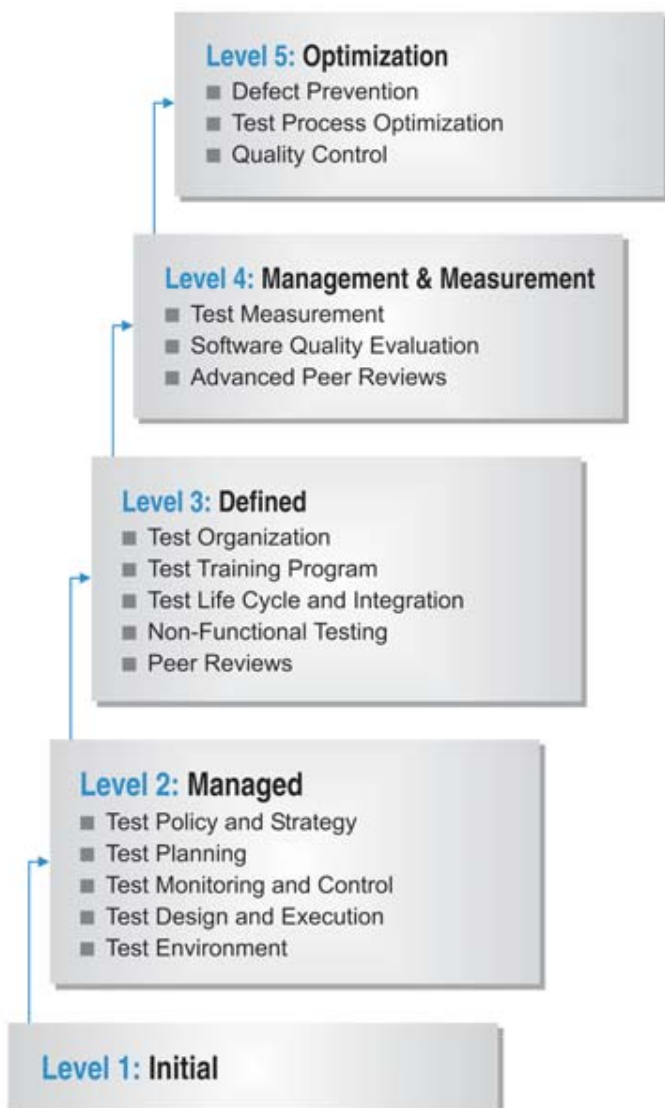 Level 5: Optimization
Defect Prevention
Test Process Optimization
Quality Control
Level 4: Management & Measurement
Test Measurement
Software Quality Evaluation
Advanced Peer Reviews
Level 3: Defined
Test Organization
Test Training Program
Test Life Cycle and Integration
Non-Functional Testing
Peer Reviews
Level 2: Managed
Test Policy and Strategy
Test Planning
Test Monitoring and Control
Test Design and Execution
Test Environment
Level 1: Initial